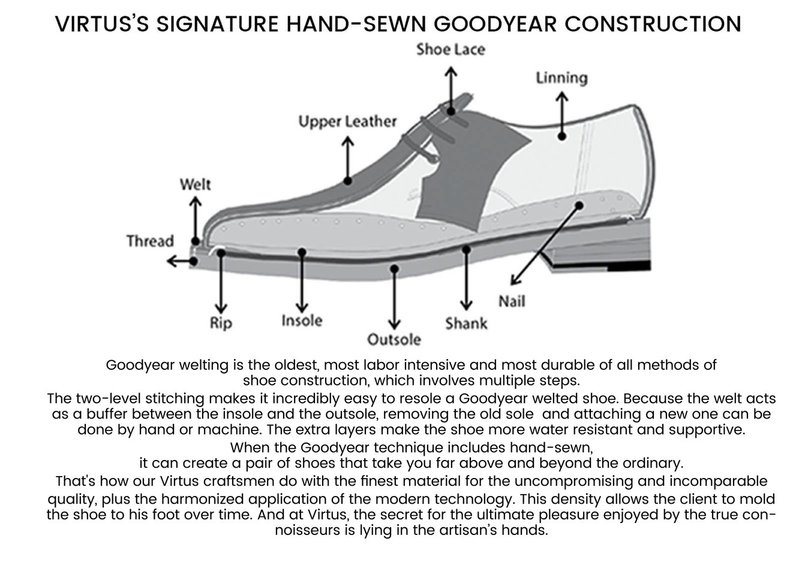 VIRTUS'S SIGNATURE HAND-SEWN GOODYEAR CONSTRUCTION
Shoe Lace
Linning
Upper Leather
Welt
Thread
Nail
Rip
Insole
Shank
Outsole
Goodyear welting is the oldest, most labor intensive and most durable of all methods of
shoe construction, which involves multiple steps.
The two-level stitching makes it incredibly easy to resole a Goodyear welted shoe. Because the welt acts
as a buffer between the insole and the outsole, removing the old sole  and attaching a new one can be
done by hand or machine. The extra layers make the shoe more water resistant and supportive.
When the Goodyear technique includes hand-sewn,
it can create a pair of shoes that take you far above and beyond the ordinary.
That's how our Virtus craftsmen do with the finest material for the uncompromising and incomparable
quality, plus the harmonized application of the modern technology. This density allows the client to mold
the shoe to his foot over time. And at Virtus, the secret for the ultimate pleasure enjoyed by the true con-
noisseurs is lying in the artisan's hands.